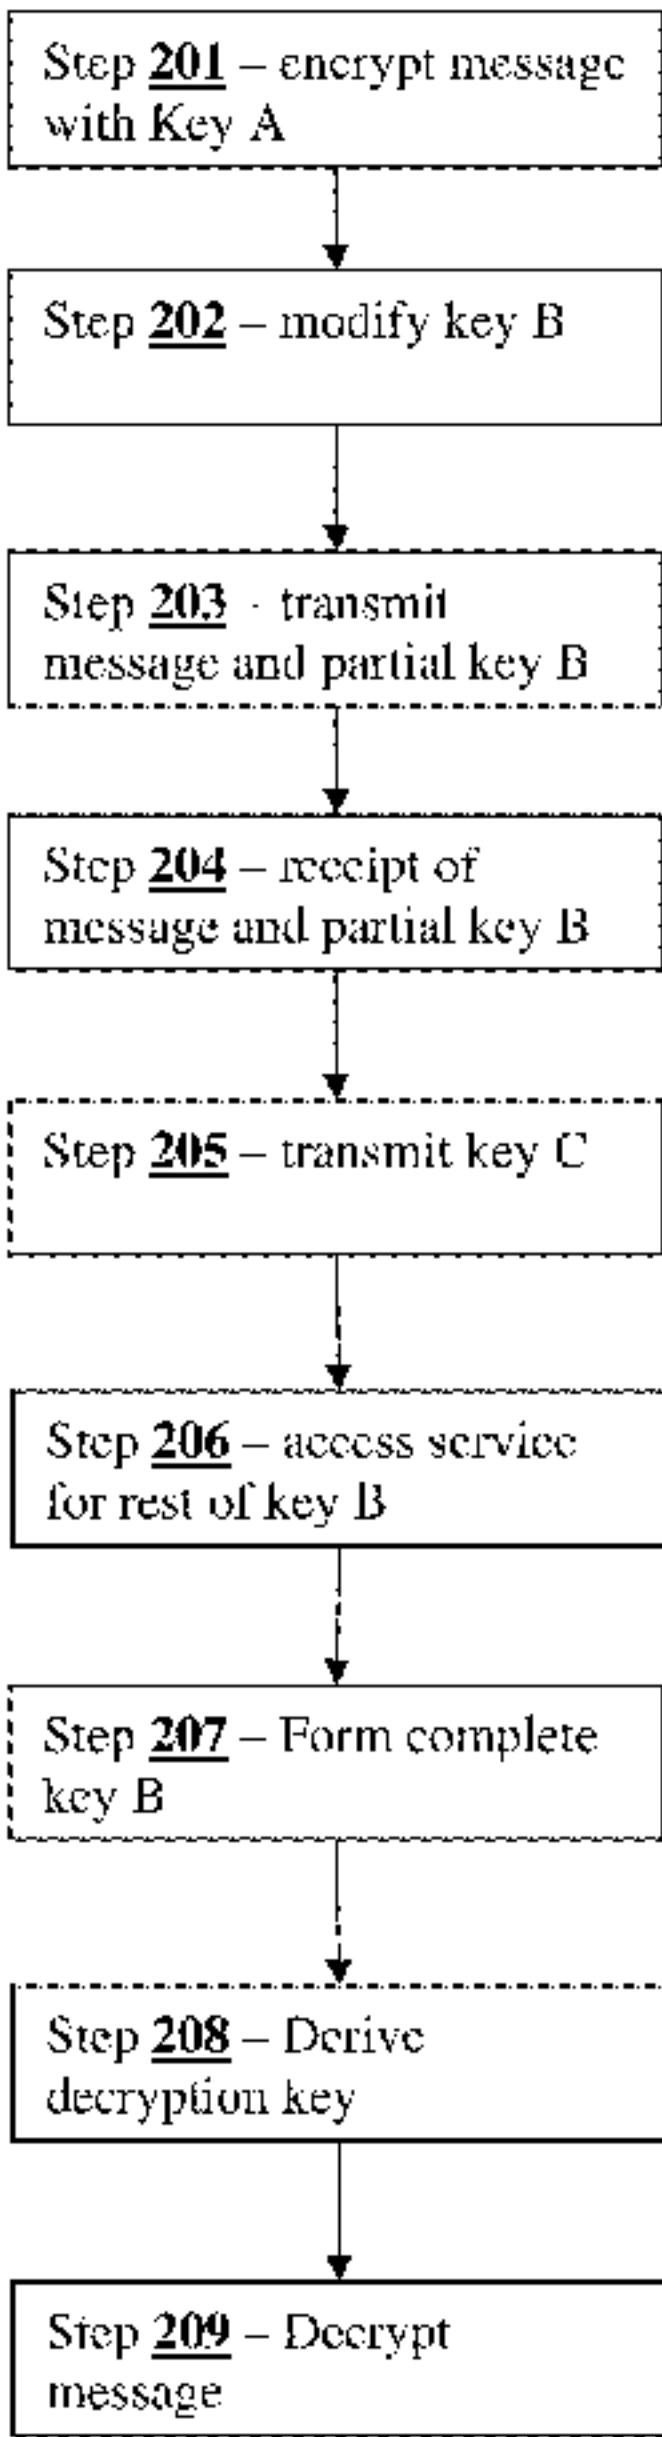 Step 201 – encrypt message
with Key A
Step 202 – modify key B
Step 203 - transmit
message and partial key B
Step 204 – receipt of
message and partial key B
Step 205 – transmit key C
Step 206 – access service
for rest of key B
Step 207 – Form complete
key B
Step 208 – Derive
decryption key
Step 209 – Decrypt
message